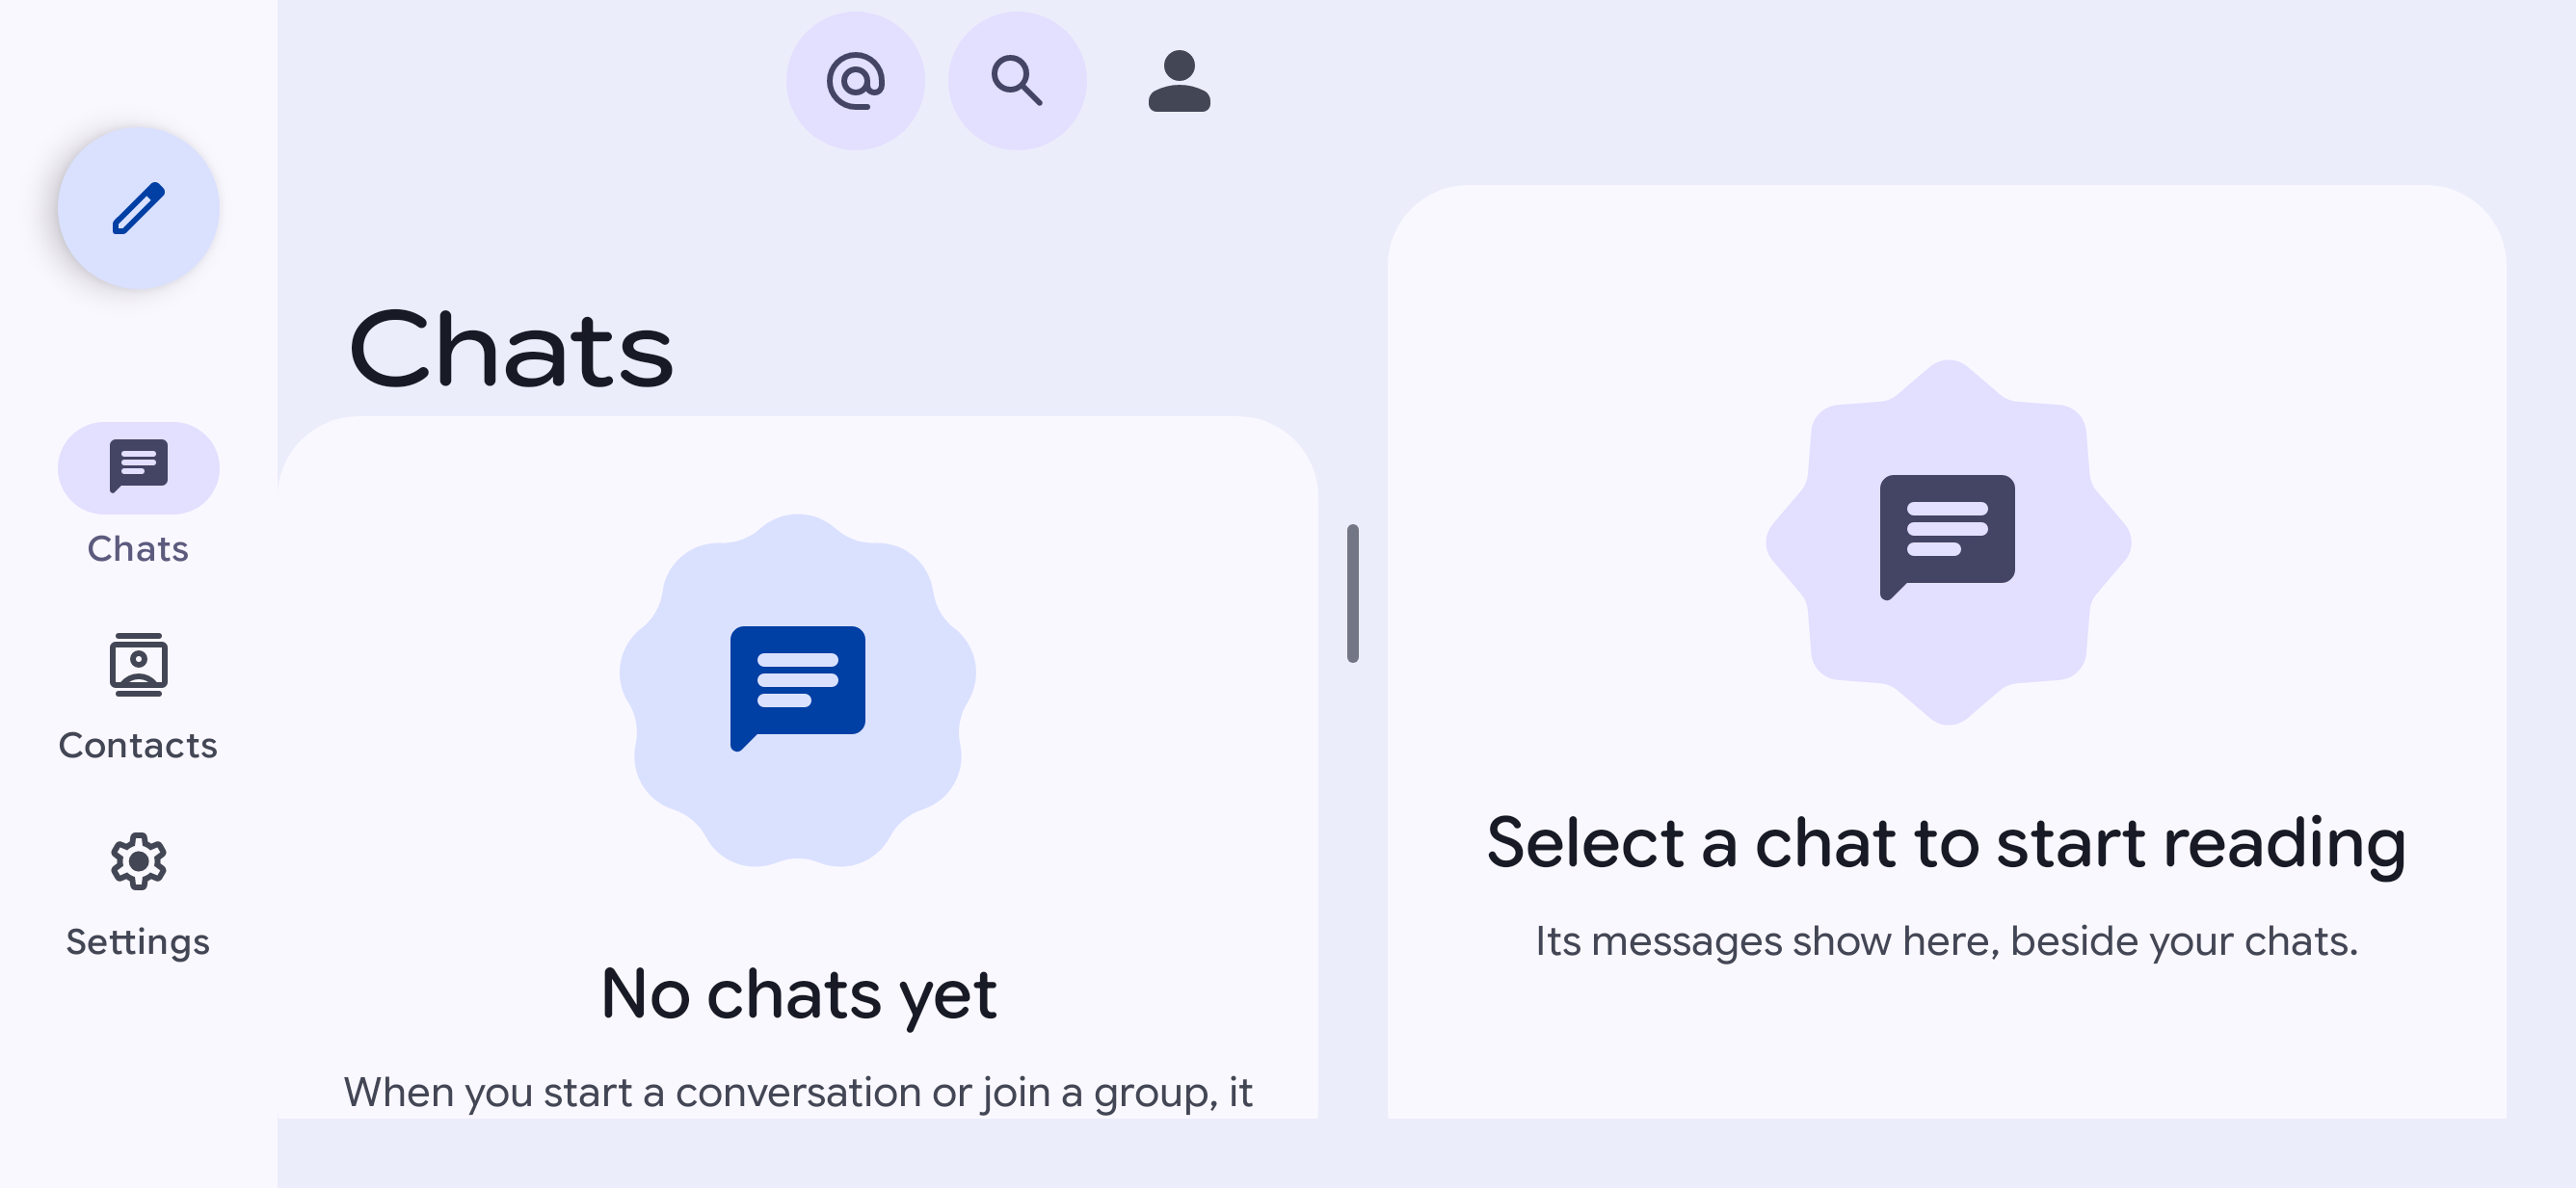 Chats
Contacts
Settings
Chats
No chats yet
When you start a conversation or join a group, it
Select a chat to start reading
Its messages show here, beside your chats.